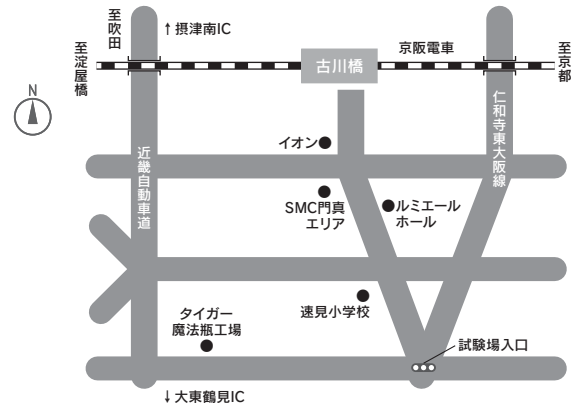 至吹田
↑摂津南IC
至淀屋橋
古川橋
京阪電車
至京都
N
近畿自動車道
仁和寺東大阪線
イオン
SMC門真
エリア
ルミエール
ホール
速見小学校
タイガー
魔法瓶工場
試験場入口
↓大東鶴見IC